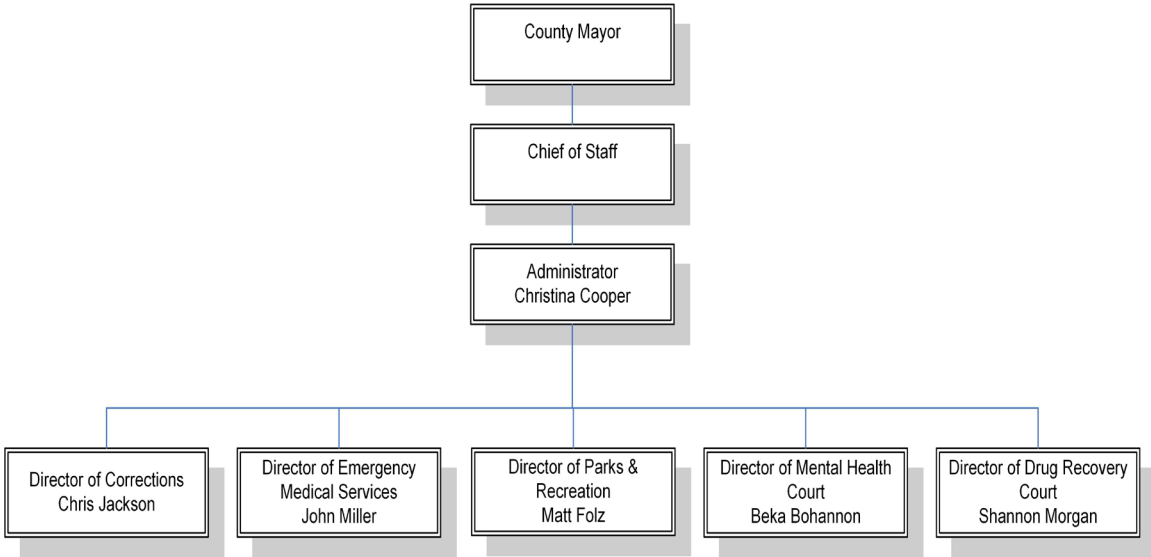 County Mayor
Chief of Staff
Administrator
Christina Cooper
Director of Corrections
Chris Jackson
Director of Emergency
Medical Services
John Miller
Director of Parks &
Recreation
Matt Folz
Director of Mental Health
Court
Beka Bohannon
Director of Drug Recovery
Court
Shannon Morgan